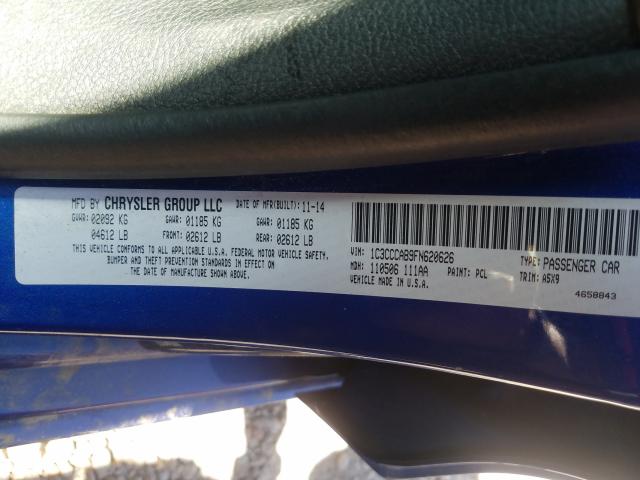 MFD BY CHRYSLER GROUP LLC DATE OF MFR(BUILT): 11-14
GVWR: 02092 KG GAWR: 01185 KG GAWR: 01185 KG
04612 LB FRONT: 02612 LB REAR: 02612 LB
THIS VEHICLE CONFORMS TO ALL APPLICABLE U.S.A. FEDERAL MOTOR VEHICLE SAFETY,
BUMPER AND THEFT PREVENTION STANDARDS IN EFFECT ON
THE DATE OF MANUFACTURE SHOWN ABOVE.
VIN: 1C3CCCAB9FN620626 TYPE: PASSENGER CAR
MDH: 110506 111AA PAINT: PCL TRIM: A5X9
VEHICLE MADE IN U.S.A. 4658843